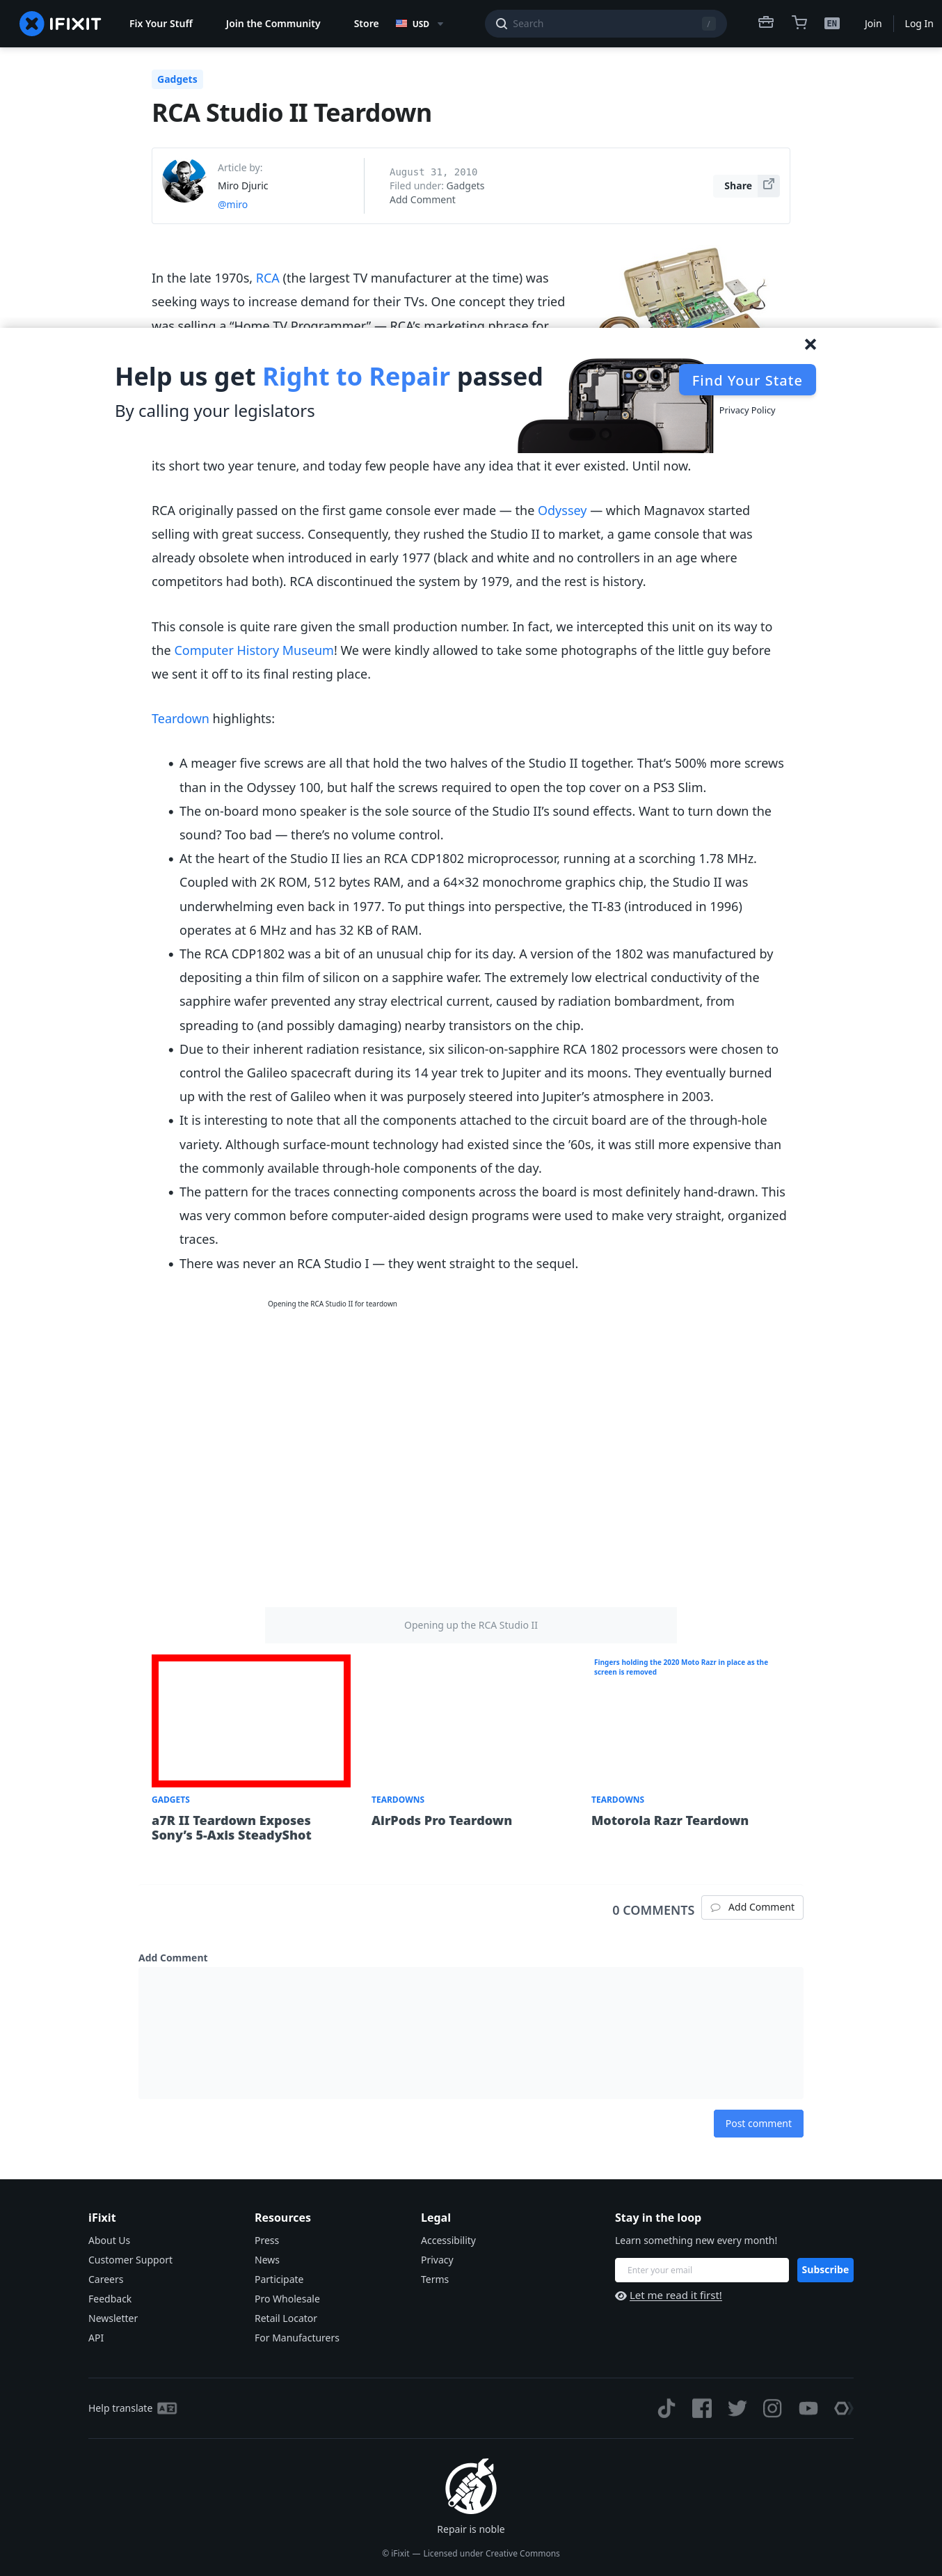 IFIXIT
Fix Your Stuff
Join the Community
Store
USD
Search
/
EN
Join
Log In
Gadgets
RCA Studio II Teardown
Article by:
Miro Djuric
@miro
August 31, 2010
Filed under: Gadgets
Add Comment
Share
In the late 1970s, RCA (the largest TV manufacturer at the time) was
seeking ways to increase demand for their TVs. One concept they tried
was selling a “Home TV Programmer” — RCA’s marketing phrase for
Help us get Right to Repair passed
By calling your legislators
Find Your State
Privacy Policy
its short two year tenure, and today few people have any idea that it ever existed. Until now.
RCA originally passed on the first game console ever made — the Odyssey — which Magnavox started
selling with great success. Consequently, they rushed the Studio II to market, a game console that was
already obsolete when introduced in early 1977 (black and white and no controllers in an age where
competitors had both). RCA discontinued the system by 1979, and the rest is history.
This console is quite rare given the small production number. In fact, we intercepted this unit on its way to
the Computer History Museum! We were kindly allowed to take some photographs of the little guy before
we sent it off to its final resting place.
Teardown highlights:
• A meager five screws are all that hold the two halves of the Studio II together. That’s 500% more screws
than in the Odyssey 100, but half the screws required to open the top cover on a PS3 Slim.
• The on-board mono speaker is the sole source of the Studio II’s sound effects. Want to turn down the
sound? Too bad — there’s no volume control.
• At the heart of the Studio II lies an RCA CDP1802 microprocessor, running at a scorching 1.78 MHz.
Coupled with 2K ROM, 512 bytes RAM, and a 64×32 monochrome graphics chip, the Studio II was
underwhelming even back in 1977. To put things into perspective, the TI-83 (introduced in 1996)
operates at 6 MHz and has 32 KB of RAM.
• The RCA CDP1802 was a bit of an unusual chip for its day. A version of the 1802 was manufactured by
depositing a thin film of silicon on a sapphire wafer. The extremely low electrical conductivity of the
sapphire wafer prevented any stray electrical current, caused by radiation bombardment, from
spreading to (and possibly damaging) nearby transistors on the chip.
• Due to their inherent radiation resistance, six silicon-on-sapphire RCA 1802 processors were chosen to
control the Galileo spacecraft during its 14 year trek to Jupiter and its moons. They eventually burned
up with the rest of Galileo when it was purposely steered into Jupiter’s atmosphere in 2003.
• It is interesting to note that all the components attached to the circuit board are of the through-hole
variety. Although surface-mount technology had existed since the ’60s, it was still more expensive than
the commonly available through-hole components of the day.
• The pattern for the traces connecting components across the board is most definitely hand-drawn. This
was very common before computer-aided design programs were used to make very straight, organized
traces.
• There was never an RCA Studio I — they went straight to the sequel.
Opening the RCA Studio II for teardown
Opening up the RCA Studio II
Fingers holding the 2020 Moto Razr in place as the
screen is removed
GADGETS
a7R II Teardown Exposes
Sony’s 5-Axis SteadyShot
TEARDOWNS
AirPods Pro Teardown
TEARDOWNS
Motorola Razr Teardown
0 COMMENTS
Add Comment
Add Comment
Post comment
iFixit
About Us
Customer Support
Careers
Feedback
Newsletter
API
Resources
Press
News
Participate
Pro Wholesale
Retail Locator
For Manufacturers
Legal
Accessibility
Privacy
Terms
Stay in the loop
Learn something new every month!
Enter your email
Subscribe
Let me read it first!
Help translate
Repair is noble
© iFixit — Licensed under Creative Commons